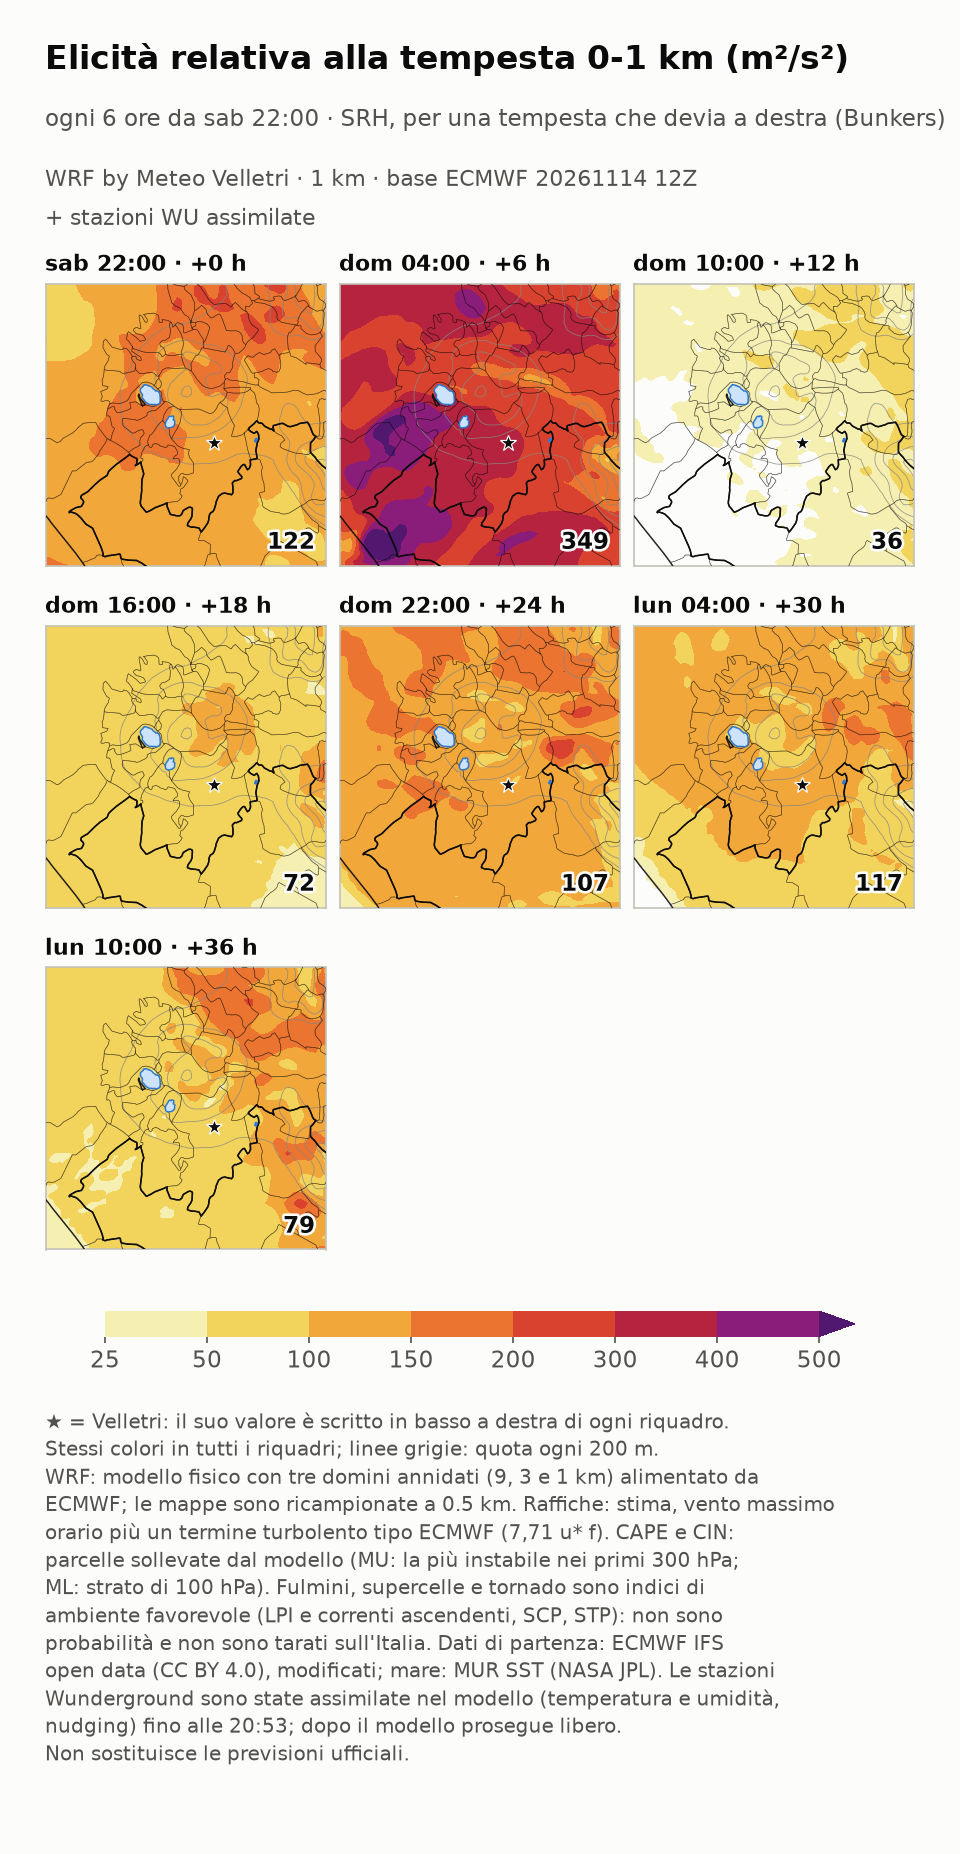 Elicità relativa alla tempesta 0-1 km (m²/s²)
ogni 6 ore da sab 22:00 · SRH, per una tempesta che devia a destra (Bunkers)
WRF by Meteo Velletri · 1 km · base ECMWF 20261114 12Z
+ stazioni WU assimilate
sab 22:00 · +0 h
dom 04:00 · +6 h
dom 10:00 · +12 h
122
349
36
dom 16:00 · +18 h
dom 22:00 · +24 h
lun 04:00 · +30 h
72
107
117
lun 10:00 · +36 h
79
25 50 100 150 200 300 400 500
★ = Velletri: il suo valore è scritto in basso a destra di ogni riquadro.
Stessi colori in tutti i riquadri; linee grigie: quota ogni 200 m.
WRF: modello fisico con tre domini annidati (9, 3 e 1 km) alimentato da
ECMWF; le mappe sono ricampionate a 0.5 km. Raffiche: stima, vento massimo
orario più un termine turbolento tipo ECMWF (7,71 u* f). CAPE e CIN:
parcelle sollevate dal modello (MU: la più instabile nei primi 300 hPa;
ML: strato di 100 hPa). Fulmini, supercelle e tornado sono indici di
ambiente favorevole (LPI e correnti ascendenti, SCP, STP): non sono
probabilità e non sono tarati sull'Italia. Dati di partenza: ECMWF IFS
open data (CC BY 4.0), modificati; mare: MUR SST (NASA JPL). Le stazioni
Wunderground sono state assimilate nel modello (temperatura e umidità,
nudging) fino alle 20:53; dopo il modello prosegue libero.
Non sostituisce le previsioni ufficiali.